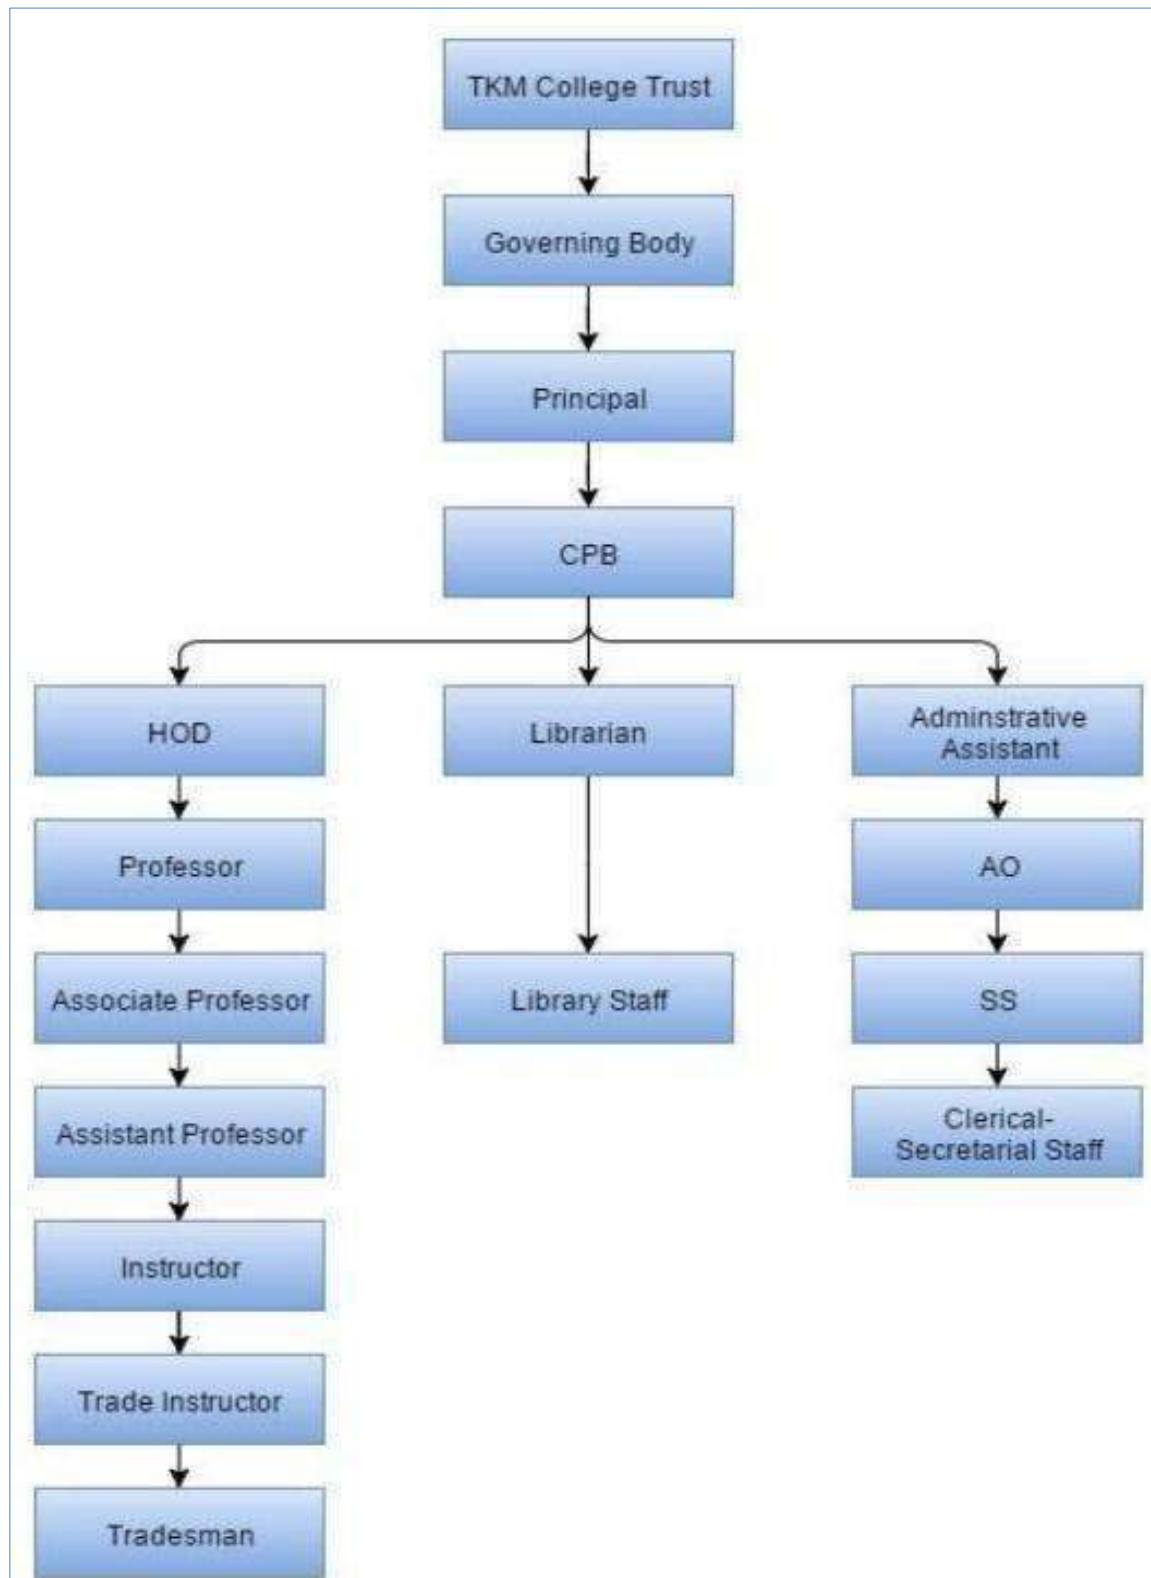 TKM College Trust
Governing Body
Principal
CPB
HOD
Librarian
Adminstrative
Assistant
Professor
AO
Associate Professor
Library Staff
SS
Assistant Professor
Clerical-
Secretarial Staff
Instructor
Trade Instructor
Tradesman